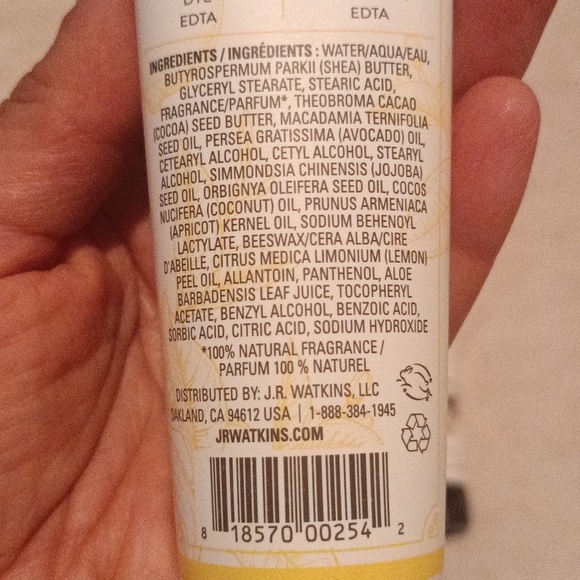 EDTA EDTA
INGREDIENTS / INGRÉDIENTS : WATER/AQUA/EAU,
BUTYROSPERMUM PARKII (SHEA) BUTTER,
GLYCERYL STEARATE, STEARIC ACID,
FRAGRANCE/PARFUM*, THEOBROMA CACAO
(COCOA) SEED BUTTER, MACADAMIA TERNIFOLIA
SEED OIL, PERSEA GRATISSIMA (AVOCADO) OIL,
CETEARYL ALCOHOL, CETYL ALCOHOL, STEARYL
ALCOHOL, SIMMONDSIA CHINENSIS (JOJOBA)
SEED OIL, ORBIGNYA OLEIFERA SEED OIL, COCOS
NUCIFERA (COCONUT) OIL, PRUNUS ARMENIACA
(APRICOT) KERNEL OIL, SODIUM BEHENOYL
LACTYLATE, BEESWAX/CERA ALBA/CIRE
D'ABEILLE, CITRUS MEDICA LIMONIUM (LEMON)
PEEL OIL, ALLANTOIN, PANTHENOL, ALOE
BARBADENSIS LEAF JUICE, TOCOPHERYL
ACETATE, BENZYL ALCOHOL, BENZOIC ACID,
SORBIC ACID, CITRIC ACID, SODIUM HYDROXIDE
*100% NATURAL FRAGRANCE /
PARFUM 100 % NATUREL
DISTRIBUTED BY: J.R. WATKINS, LLC
OAKLAND, CA 94612 USA | 1-888-384-1945
JRWATKINS.COM
8 18570 00254 2